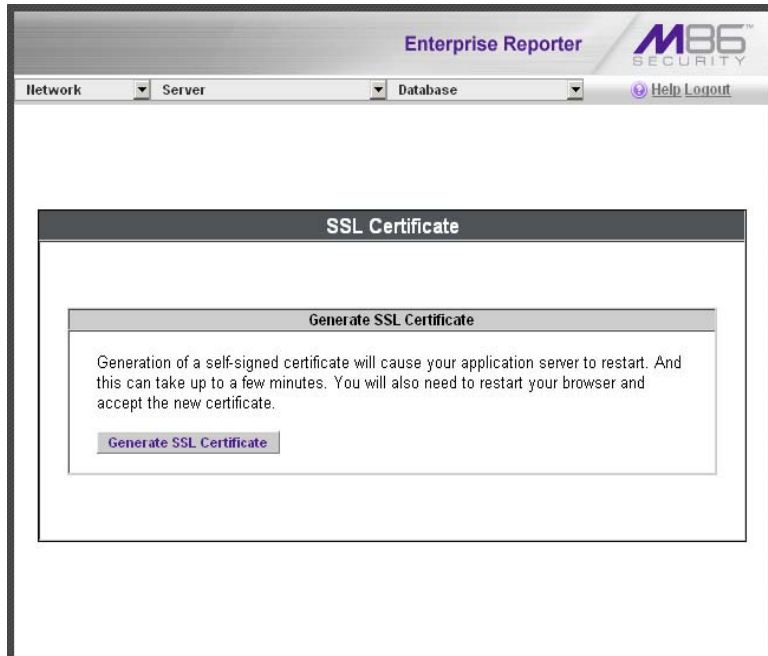 Enterprise Reporter
M86™
SECURITY
Network Server Database Help Logout
SSL Certificate
Generate SSL Certificate
Generation of a self-signed certificate will cause your application server to restart. And
this can take up to a few minutes. You will also need to restart your browser and
accept the new certificate.
Generate SSL Certificate